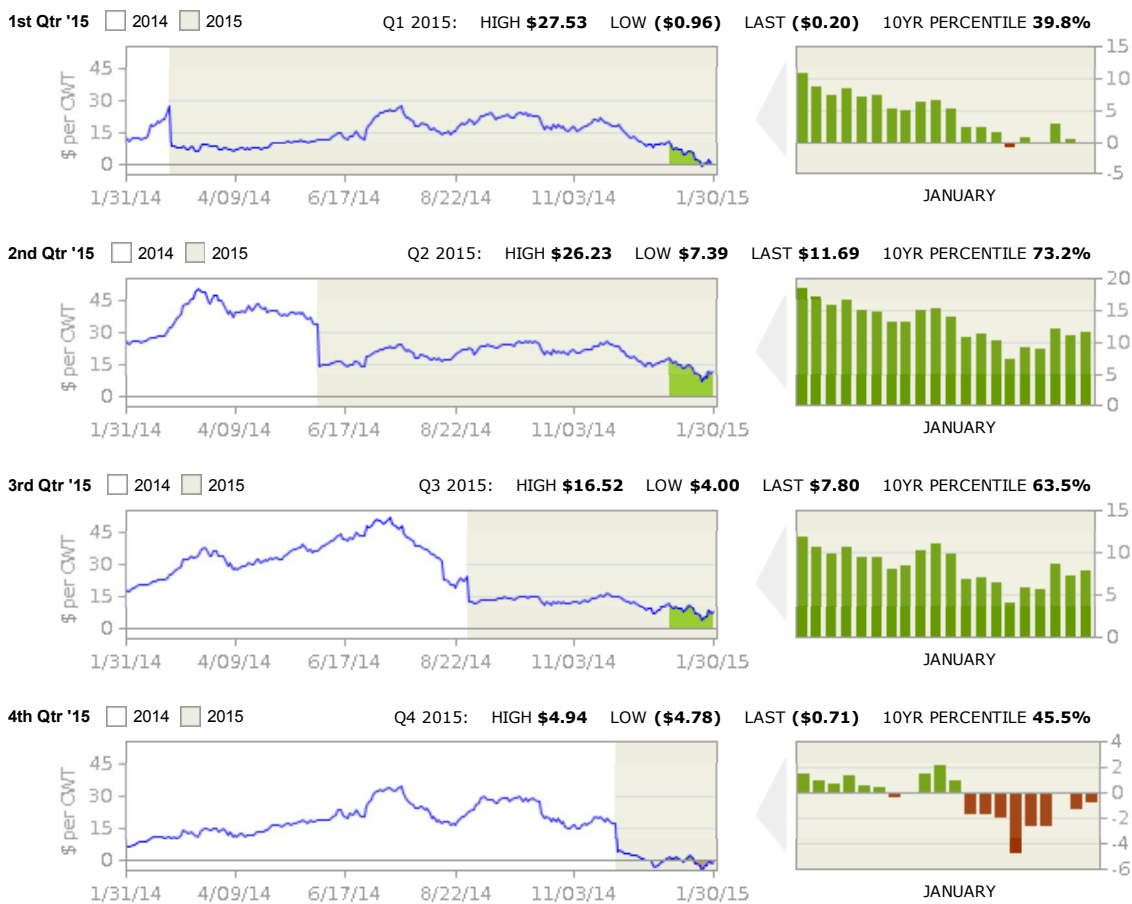 1st Qtr '15 2014 2015 Q1 2015: HIGH $27.53 LOW ($0.96) LAST ($0.20) 10YR PERCENTILE 39.8%
$ per CWT
45
30
15
0
1/31/14 4/09/14 6/17/14 8/22/14 11/03/14 1/30/15
15
10
5
0
-5
JANUARY
2nd Qtr '15 2014 2015 Q2 2015: HIGH $26.23 LOW $7.39 LAST $11.69 10YR PERCENTILE 73.2%
$ per CWT
45
30
15
0
1/31/14 4/09/14 6/17/14 8/22/14 11/03/14 1/30/15
20
15
10
5
0
JANUARY
3rd Qtr '15 2014 2015 Q3 2015: HIGH $16.52 LOW $4.00 LAST $7.80 10YR PERCENTILE 63.5%
$ per CWT
45
30
15
0
1/31/14 4/09/14 6/17/14 8/22/14 11/03/14 1/30/15
15
10
5
0
JANUARY
4th Qtr '15 2014 2015 Q4 2015: HIGH $4.94 LOW ($4.78) LAST ($0.71) 10YR PERCENTILE 45.5%
$ per CWT
45
30
15
0
1/31/14 4/09/14 6/17/14 8/22/14 11/03/14 1/30/15
4
2
0
-2
-4
-6
JANUARY